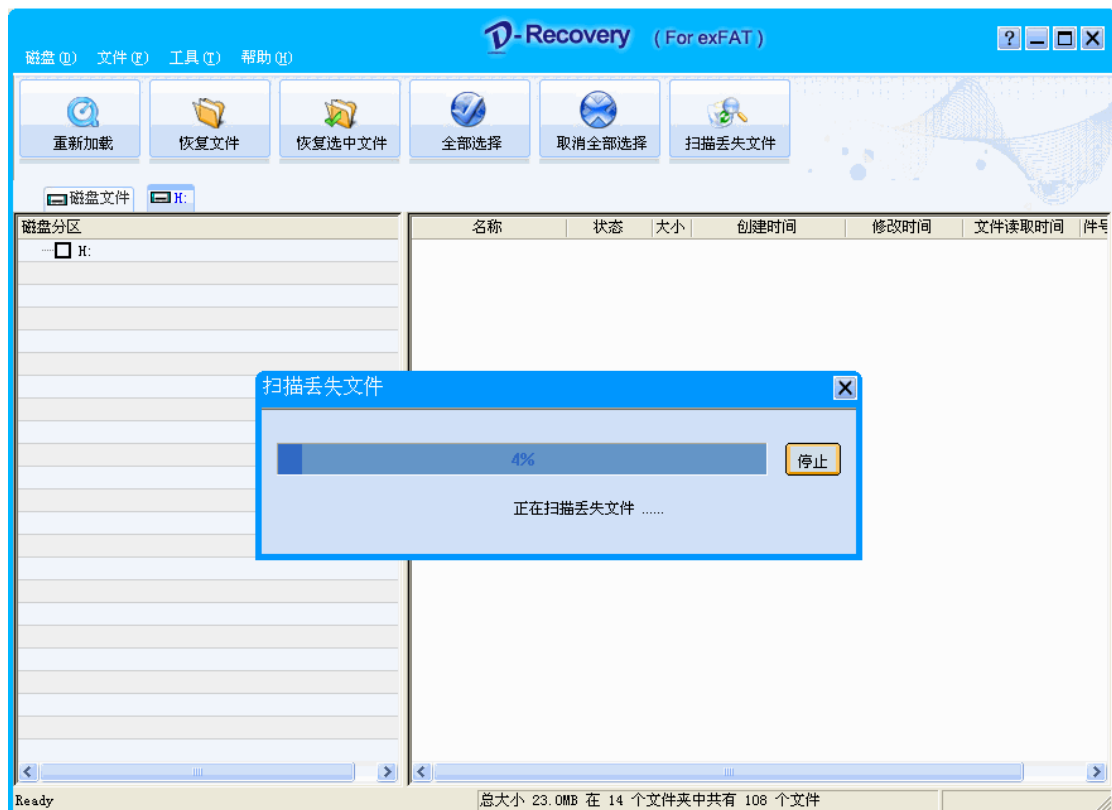 D-Recovery (For exFAT)
磁盘(D) 文件(F) 工具(T) 帮助(H)
重新加载 恢复文件 恢复选中文件 全部选择 取消全部选择 扫描丢失文件
磁盘文件 H:
磁盘分区 名称 状态 大小 创建时间 修改时间 文件读取时间 件号
H:
扫描丢失文件
4% 停止
正在扫描丢失文件 ......
Ready 总大小 23.0MB 在 14 个文件夹中共有 108 个文件